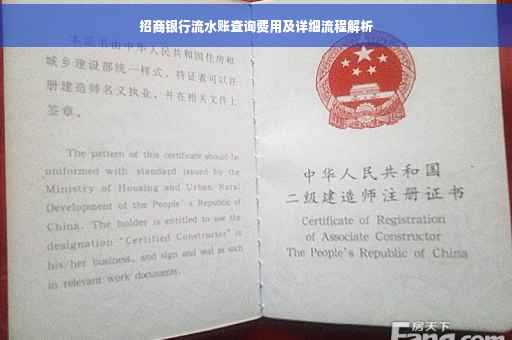 招商银行流水账查询费用及详细流程解析
本证书由中华人民共和国住房和
城乡建设部统一样式，持证者可以注
册建造师名义执业，并在相关文件上
签章。
The pattern of this certificate should be
uniformed with standard issued by the
Ministry of Housing and Urban Rural
Development of the People's Republic of
China. The holder is entitled to use the
designation "Certified Constructor" in
his/her business, and sign and seal as such
in relevant work documents.
中华人民共和国
二级建造师注册证书
Certificate of Registration
of Associate Constructor
The People's Republic of China
房天下
Fang.com